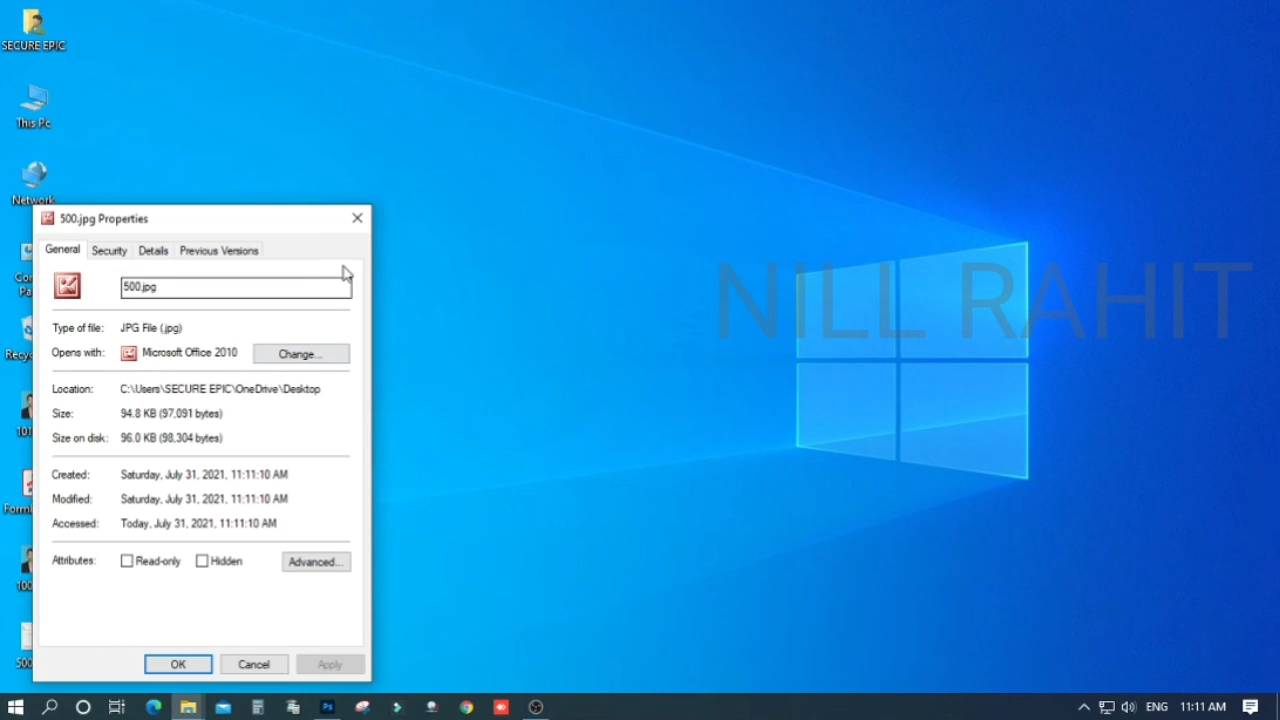 SECURE EPIC
This Pc
Network
500.jpg Properties
General
Security
Details
Previous Versions
500.jpg
Type of file:
JPG File (.jpg)
Opens with:
Microsoft Office 2010
Change...
Location:
C:\Users\SECURE EPIC\OneDrive\Desktop
Size:
94.8 KB (97,091 bytes)
Size on disk:
96.0 KB (98,304 bytes)
Created:
Saturday, July 31, 2021, 11:11:10 AM
Modified:
Saturday, July 31, 2021, 11:11:10 AM
Accessed:
Today, July 31, 2021, 11:11:10 AM
Attributes:
Read-only
Hidden
Advanced...
OK
Cancel
Apply
NILL RAHIT
Ps
ENG
11:11 AM